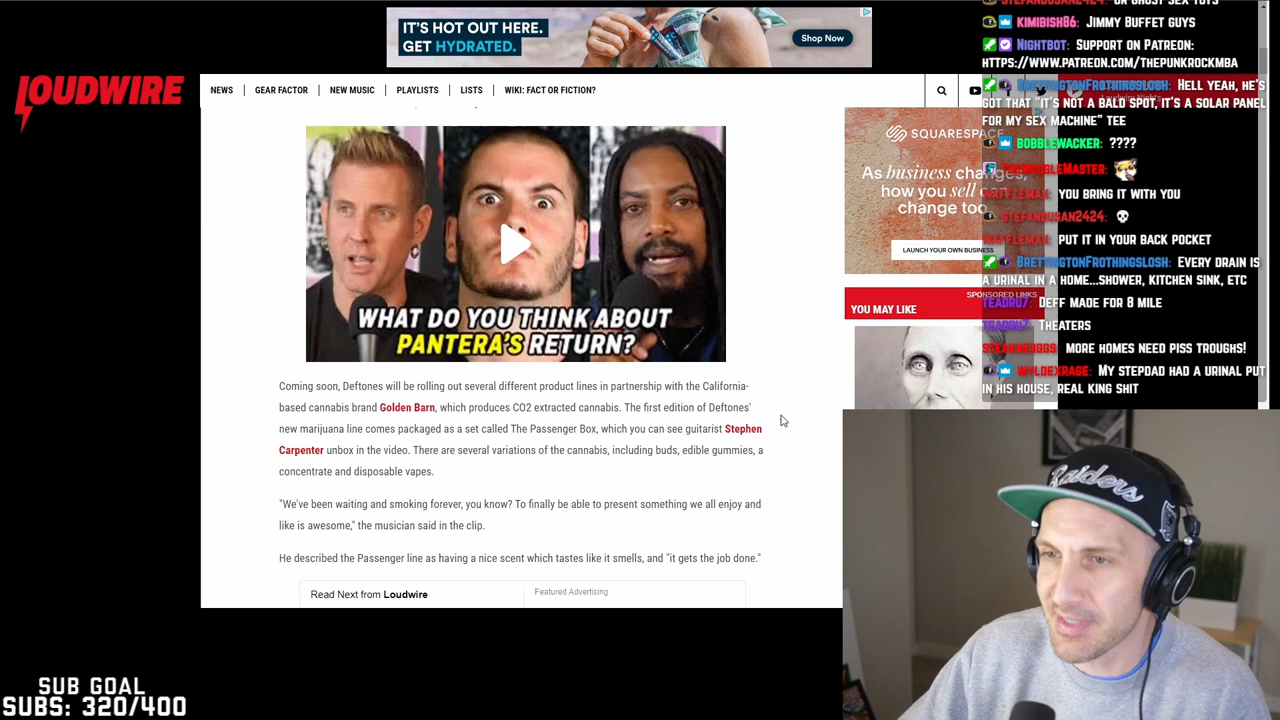 IT'S HOT OUT HERE.
GET HYDRATED.
Shop Now
LOUDWIRE
NEWS
GEAR FACTOR
NEW MUSIC
PLAYLISTS
LISTS
WIKI: FACT OR FICTION?
WHAT DO YOU THINK ABOUT
PANTERA'S RETURN?
Coming soon, Deftones will be rolling out several different product lines in partnership with the California-
based cannabis brand Golden Barn, which produces CO2 extracted cannabis. The first edition of Deftones'
new marijuana line comes packaged as a set called The Passenger Box, which you can see guitarist Stephen
Carpenter unbox in the video. There are several variations of the cannabis, including buds, edible gummies, a
concentrate and disposable vapes.
"We've been waiting and smoking forever, you know? To finally be able to present something we all enjoy and
like is awesome," the musician said in the clip.
He described the Passenger line as having a nice scent which tastes like it smells, and "it gets the job done."
Read Next from Loudwire
Featured Advertising
SQUARESPACE
As business changes,
how you sell can
change too
LAUNCH YOUR OWN BUSINESS
SPONSORED LINKS
YOU MAY LIKE
KIMIBISH86: JIMMY BUFFET GUYS
NIGHTBOT: SUPPORT ON PATREON:
HTTPS://WWW.PATREON.COM/THEPUNKROCKMBA
BRETTINGTONFROTHINGSLOSH: HELL YEAH, HE'S
GOT THAT "IT'S NOT A BALD SPOT, IT'S A SOLAR PANEL
FOR MY SEX MACHINE" TEE
BOBBLEWACKER: ????
WAFFLEMAN: YOU BRING IT WITH YOU
STEFANDUSAN2424:
WAFFLEMAN: PUT IT IN YOUR BACK POCKET
BRETTINGTONFROTHINGSLOSH: EVERY DRAIN IS
A URINAL IN A HOME...SHOWER, KITCHEN SINK, ETC
TEADRU7: DEFF MADE FOR 8 MILE
TEADRU7: THEATERS
MORE HOMES NEED PISS TROUGHS!
WYLDEXRAGE: MY STEPDAD HAD A URINAL PUT
IN HIS HOUSE, REAL KING SHIT
Raiders
SUB GOAL
SUBS: 320/400